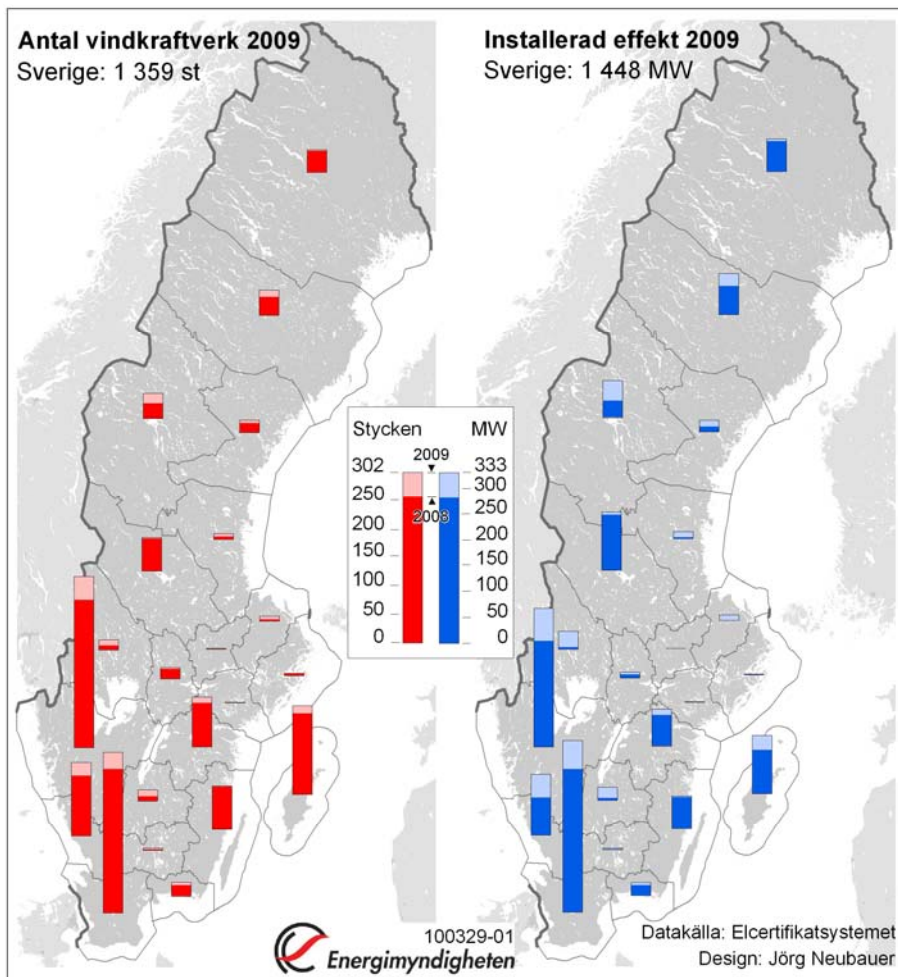 Antal vindkraftverk 2009
Sverige: 1 359 st
Installerad effekt 2009
Sverige: 1 448 MW
Stycken
MW
2009
2008
302
250
200
150
100
50
0
333
300
250
200
150
100
50
0
100329-01
Energimyndigheten
Datakälla: Elcertifikatsystemet
Design: Jörg Neubauer